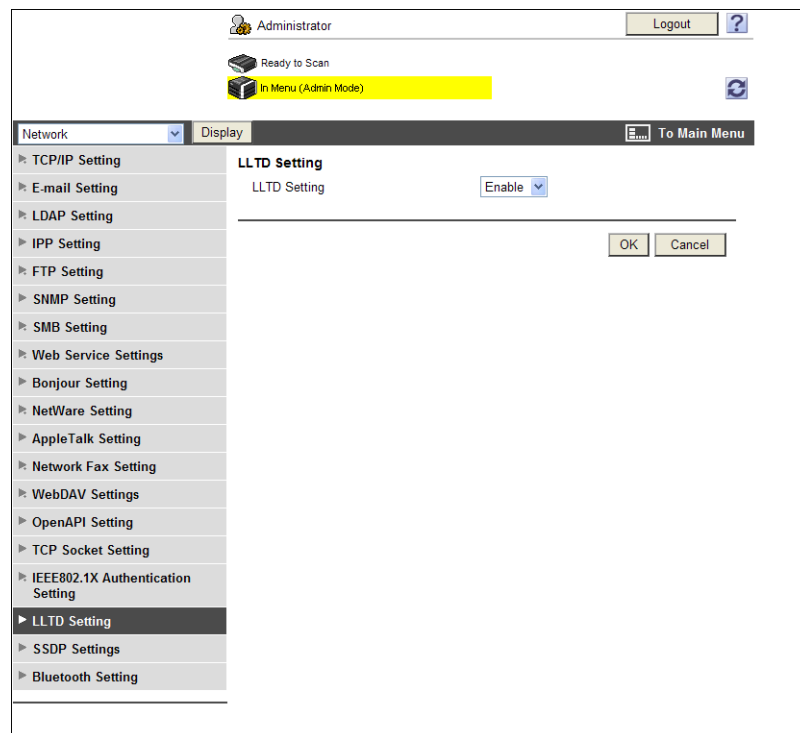 Administrator
Logout
?
Ready to Scan
In Menu (Admin Mode)
Network
Display
To Main Menu
TCP/IP Setting
E-mail Setting
LDAP Setting
IPP Setting
FTP Setting
SNMP Setting
SMB Setting
Web Service Settings
Bonjour Setting
NetWare Setting
AppleTalk Setting
Network Fax Setting
WebDAV Settings
OpenAPI Setting
TCP Socket Setting
IEEE802.1X Authentication
Setting
LLTD Setting
SSDP Settings
Bluetooth Setting
LLTD Setting
LLTD Setting
Enable
OK
Cancel